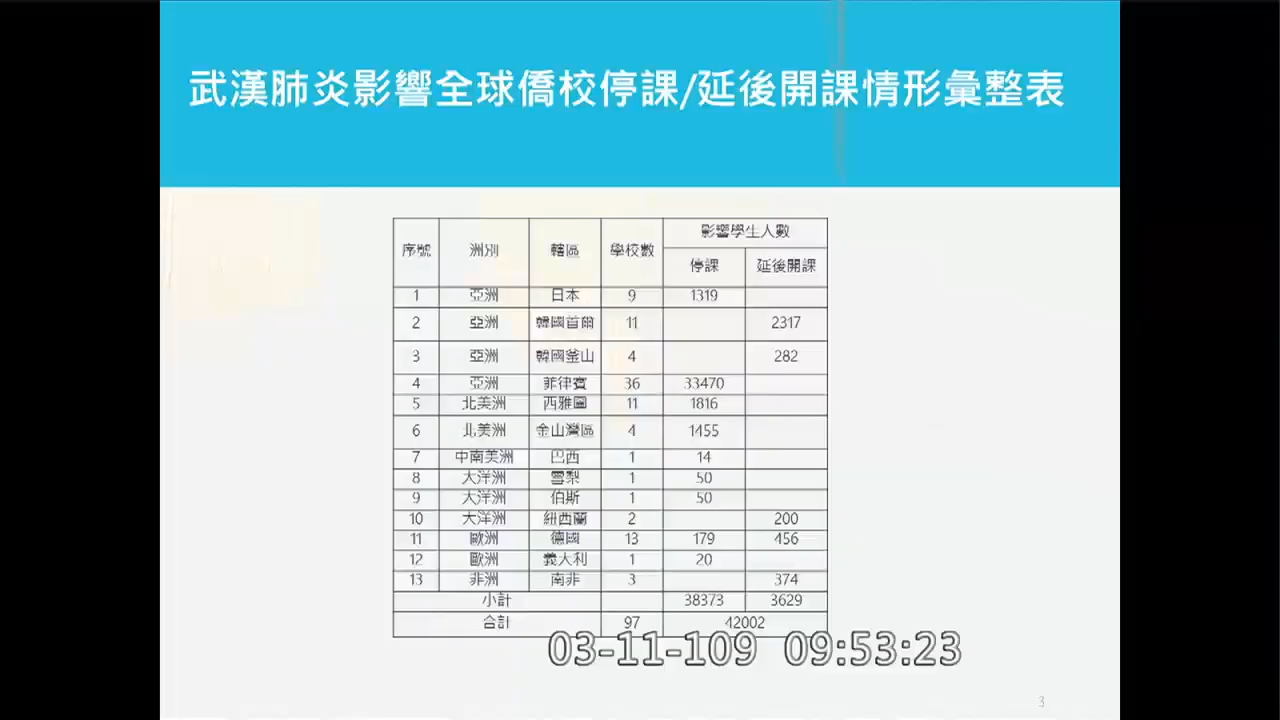 武漢肺炎影響全球僑校停課/延後開課情形彙整表
序號 洲別 轄區 學校數 影響學生人數
停課 延後開課
1 亞洲 日本 9 1319
2 亞洲 韓國首爾 11 2317
3 亞洲 韓國釜山 4 282
4 亞洲 菲律賓 36 33470
5 北美洲 西雅圖 11 1816
6 北美洲 金山灣區 4 1455
7 中南美洲 巴西 1 14
8 大洋洲 雪梨 1 50
9 大洋洲 伯斯 1 50
10 大洋洲 紐西蘭 2 200
11 歐洲 德國 13 179 456
12 歐洲 義大利 1 20
13 非洲 南非 3 374
小計 38373 3629
合計 97 42002
03-11-109 09:53:23
3